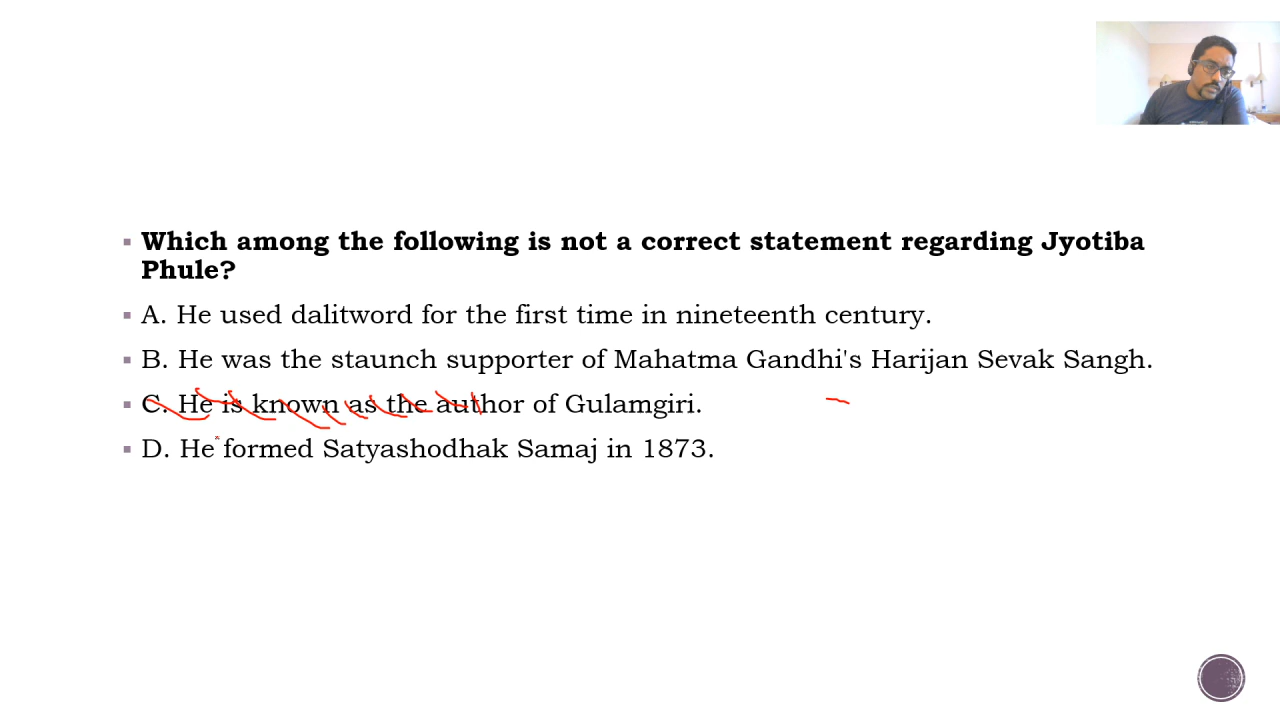 Which among the following is not a correct statement regarding Jyotiba
Phule?
A. He used dalitword for the first time in nineteenth century.
B. He was the staunch supporter of Mahatma Gandhi's Harijan Sevak Sangh.
C. He is known as the author of Gulamgiri.
D. He formed Satyashodhak Samaj in 1873.